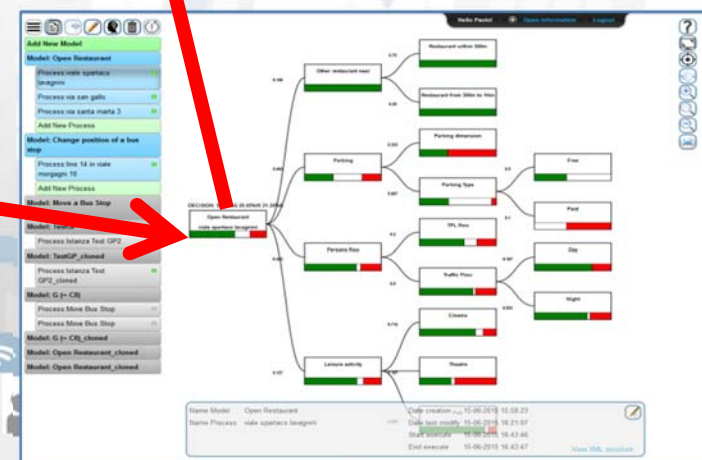 Hello Paolo!
Open Information
Logout
Add New Model
Model: Open Restaurant
Process:viale spartaco
lavagnini
Process:via san gallo
Process:via santa marta 3
Add New Process
Model: Change position of a bus
stop
Process:line 14 in viale
morgagni 10
Add New Process
Model: Move a Bus Stop
Process:Istanza Test GP2
Model: TestGP_cloned
Process:Istanza Test
GP2_cloned
Model: G (= C8)
Process:Move Bus Stop
Process:Move Bus Stop
Model: G (= C8)_cloned
Model: Open Restaurant_cloned
Model: Open Restaurant_cloned
DECISION:
Open Restaurant
viale spartaco lavagnini
Other restaurant near
Restaurant within 500m
Restaurant from 500m to 1km
Parking
Parking dimension
Parking Type
Free
Paid
Persons flow
TPL flow
Traffic Flow
Day
Night
Leisure activity
Cinema
Theatre
Name Model Open Restaurant
Name Process viale spartaco lavagnini
Date creation 15-06-2015 15.58.23
Date last modify 15-06-2015 16.21.07
Start execute 15-06-2015 16.43.46
End execute 15-06-2015 16.43.47
View XML structure